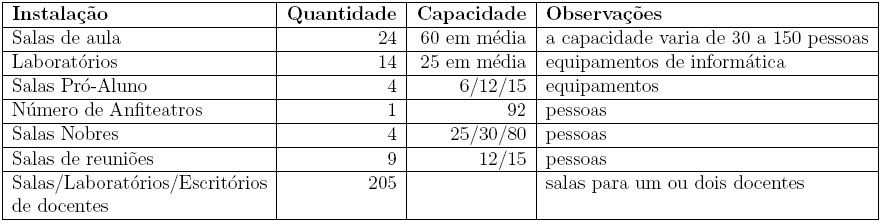 Instalação Quantidade Capacidade Observações
Salas de aula 24 60 em média a capacidade varia de 30 a 150 pessoas
Laboratórios 14 25 em média equipamentos de informática
Salas Pró-Aluno 4 6/12/15 equipamentos
Número de Anfiteatros 1 92 pessoas
Salas Nobres 4 25/30/80 pessoas
Salas de reuniões 9 12/15 pessoas
Salas/Laboratórios/Escritórios 205 salas para um ou dois docentes
de docentes